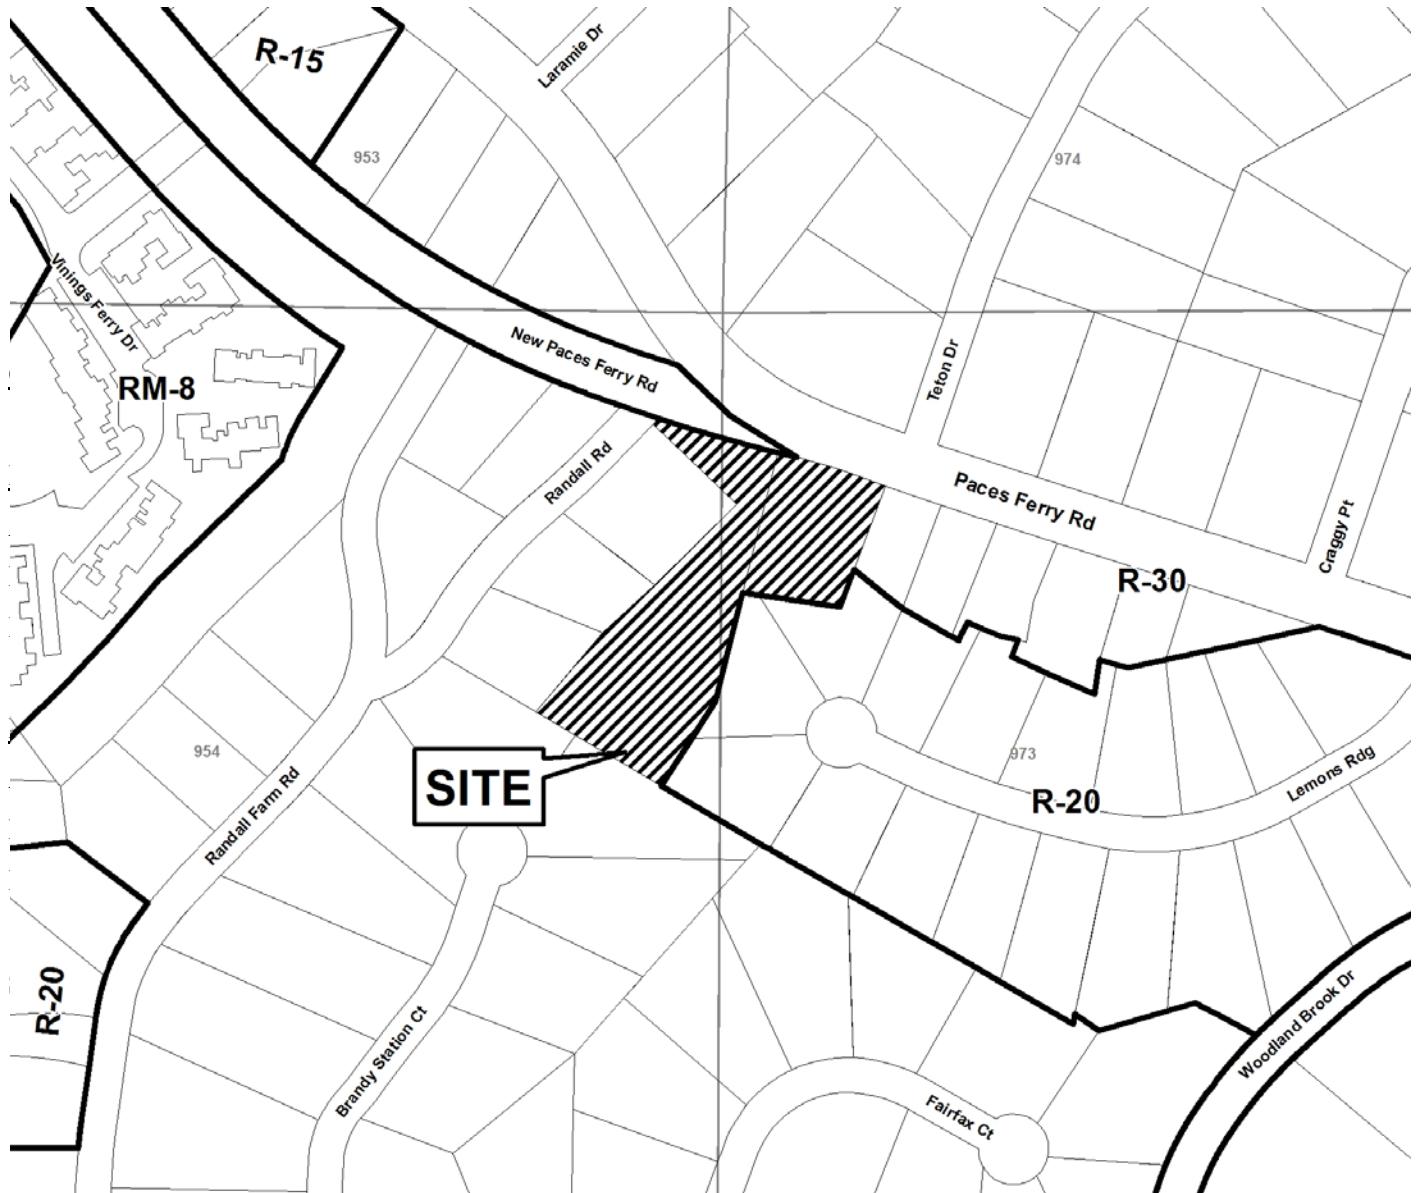 Laramie Dr
R-15
953
974
Vinings Ferry Dr
New Paces Ferry Rd
Teton Dr
RM-8
Randall Rd
Paces Ferry Rd
Craggy Pt
R-30
954
SITE
973
R-20
Lemons Rdg
Randall Farm Rd
R-20
Brandy Station Ct
Woodland Brook Dr
Fairfax Ct